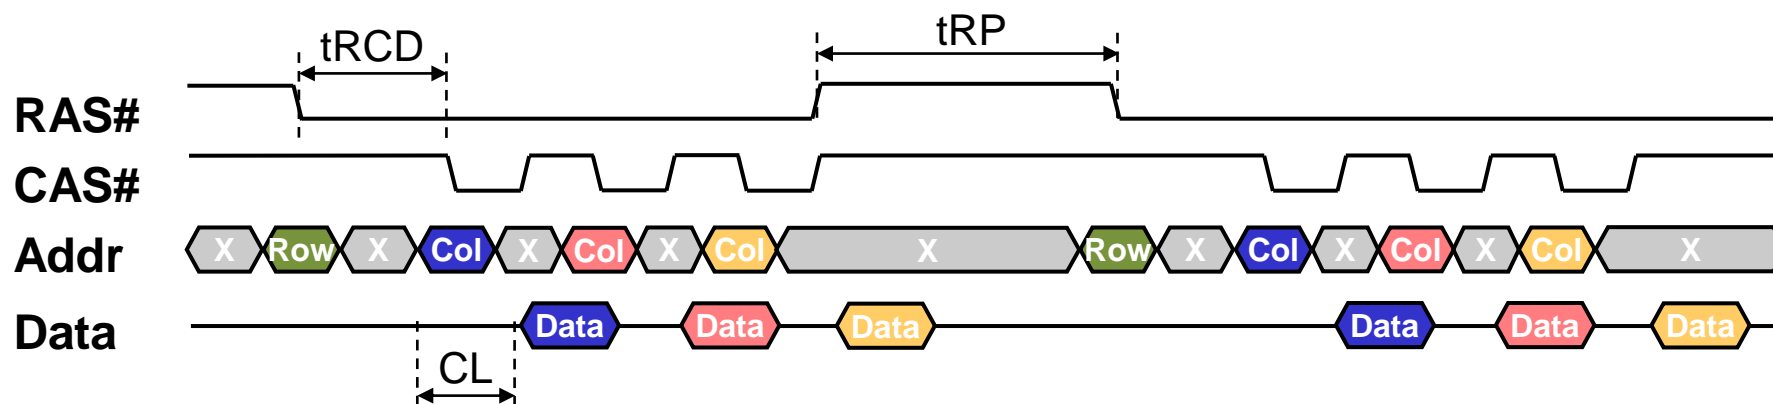 tRCD tRP
RAS#
CAS#
Addr X Row X Col X Col X Col X Row X Col X Col X Col X
Data Data Data Data Data Data Data
CL